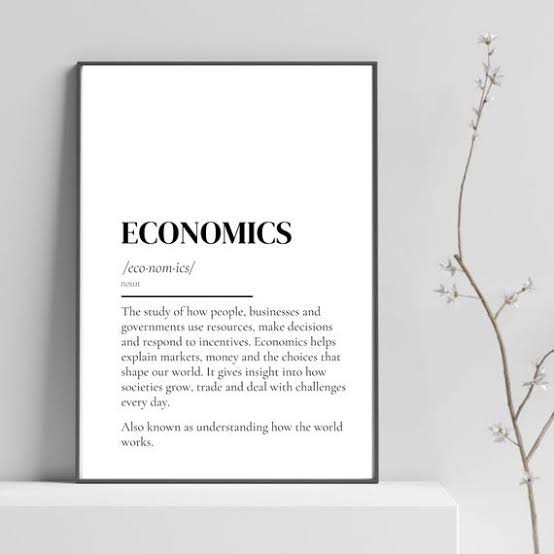 ECONOMICS
/eco·nom·ics/
noun
The study of how people, businesses and
governments use resources, make decisions
and respond to incentives. Economics helps
explain markets, money and the choices that
shape our world. It gives insight into how
societies grow, trade and deal with challenges
every day.
Also known as understanding how the world
works.